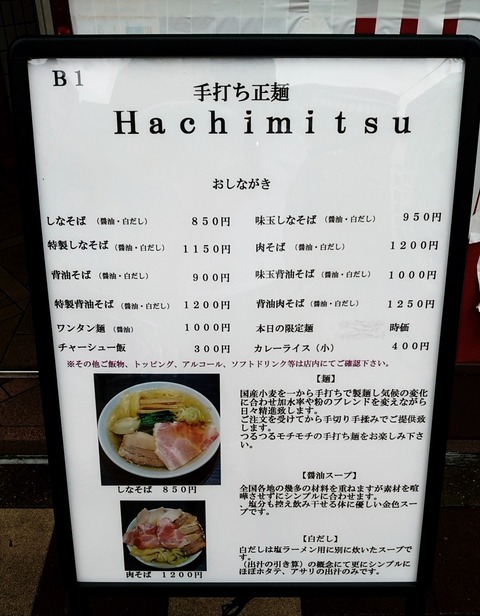 B1
手打ち正麺
Hachimitsu
おしながき
しなそば (醤油・白だし) 850円
味玉しなそば (醤油・白だし) 950円
特製しなそば (醤油・白だし) 1150円
肉そば (醤油・白だし) 1200円
背油そば (醤油・白だし) 900円
味玉背油そば (醤油・白だし) 1000円
特製背油そば (醤油・白だし) 1200円
背油肉そば (醤油・白だし) 1250円
ワンタン麺 (醤油) 1000円
本日の限定麺 時価
チャーシュー飯 300円
カレーライス(小) 400円
※その他ご飯物、トッピング、アルコール、ソフトドリンク等は店内にてご確認下さい。
しなそば 850円
肉そば 1200円
【麺】
国産小麦を一から手打ちで製麺し気候の変化
に合わせ加水率や粉のブレンドを変えながら
日々精進致します。
ご注文を受けてから手切り手揉みでご提供致
します。
つるつるモチモチの手打ち麺をお楽しみ下さ
い。
【醤油スープ】
全国各地の幾多の材料を重ねますが素材を喧
嘩させずにシンプルに合わせます。
、塩分も控え飲み干せる体に優しい金色スー
プです。
【白だし】
白だしは塩ラーメン用に別に炊いたスープで
す。
(出汁の引き算)の概念にて更にシンプルに
ほぼホタテ、アサリの出汁のみです。